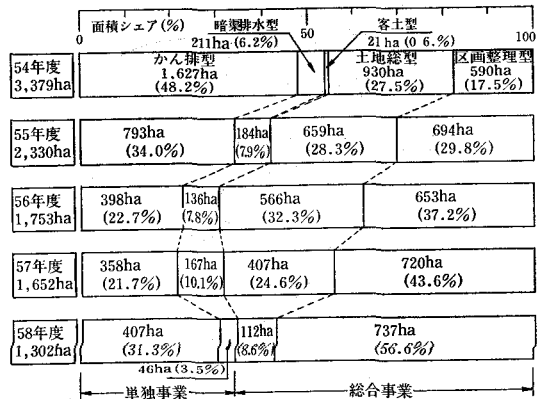 面積シェア(%)
0
50
100
暗渠排水型
211ha (6.2%)
客土型
21ha (0 6.%)
54年度
3,379ha
かん排型
1,627ha
(48.2%)
土地総型
930ha
(27.5%)
区画整理型
590ha
(17.5%)
55年度
2,330ha
793ha
(34.0%)
184ha
(7.9%)
659ha
(28.3%)
694ha
(29.8%)
56年度
1,753ha
398ha
(22.7%)
136ha
(7.8%)
566ha
(32.3%)
653ha
(37.2%)
57年度
1,652ha
358ha
(21.7%)
167ha
(10.1%)
407ha
(24.6%)
720ha
(43.6%)
58年度
1,302ha
407ha
(31.3%)
46ha (3.5%)
112ha
(8.6%)
737ha
(56.6%)
単独事業
総合事業